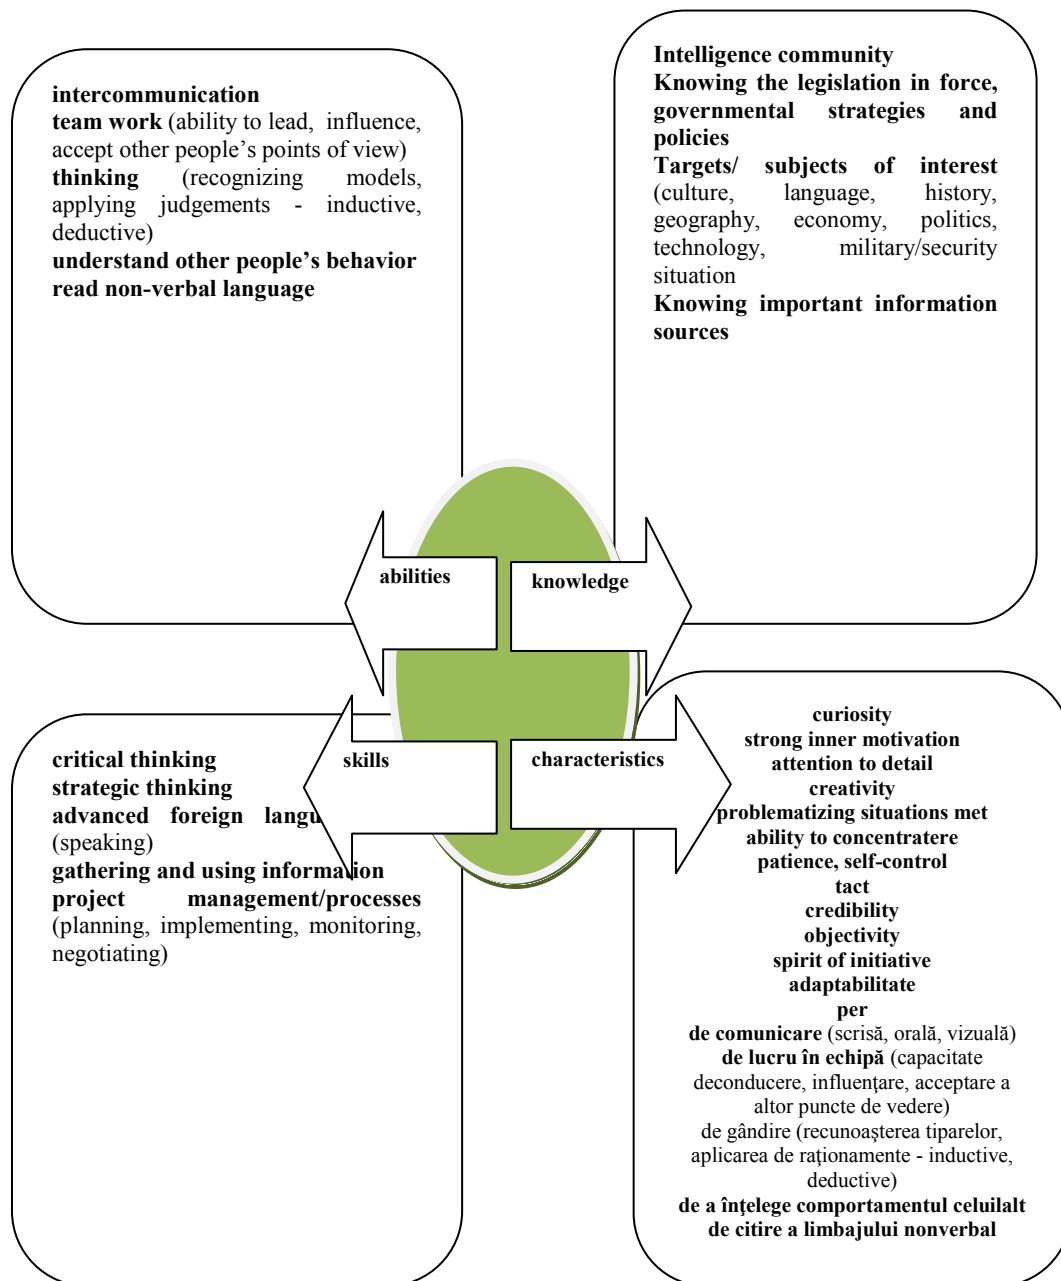 intercommunication
team work (ability to lead, influence,
accept other people's points of view)
thinking (recognizing models,
applying judgements - inductive,
deductive)
understand other people's behavior
read non-verbal language
Intelligence community
Knowing the legislation in force,
governmental strategies and
policies
Targets/ subjects of interest
(culture, language, history,
geography, economy, politics,
technology, military/security
situation
Knowing important information
sources
abilities
knowledge
skills
characteristics
critical thinking
strategic thinking
advanced foreign
(speaking)
gathering and using information
project management/processes
(planning, implementing, monitoring,
negotiating)
curiosity
strong inner motivation
attention to detail
creativity
problematizing situations met
ability to concentratere
patience, self-control
tact
credibility
objectivity
spirit of initiative
adaptabilitate
per
de comunicare (scrisă, orală, vizuală)
de lucru în echipă (capacitate
deconducere, influenţare, acceptare a
altor puncte de vedere)
de gândire (recunoaşterea tiparelor,
aplicarea de raţionamente - inductive,
deductive)
de a înţelege comportamentul celuilalt
de citire a limbajului nonverbal